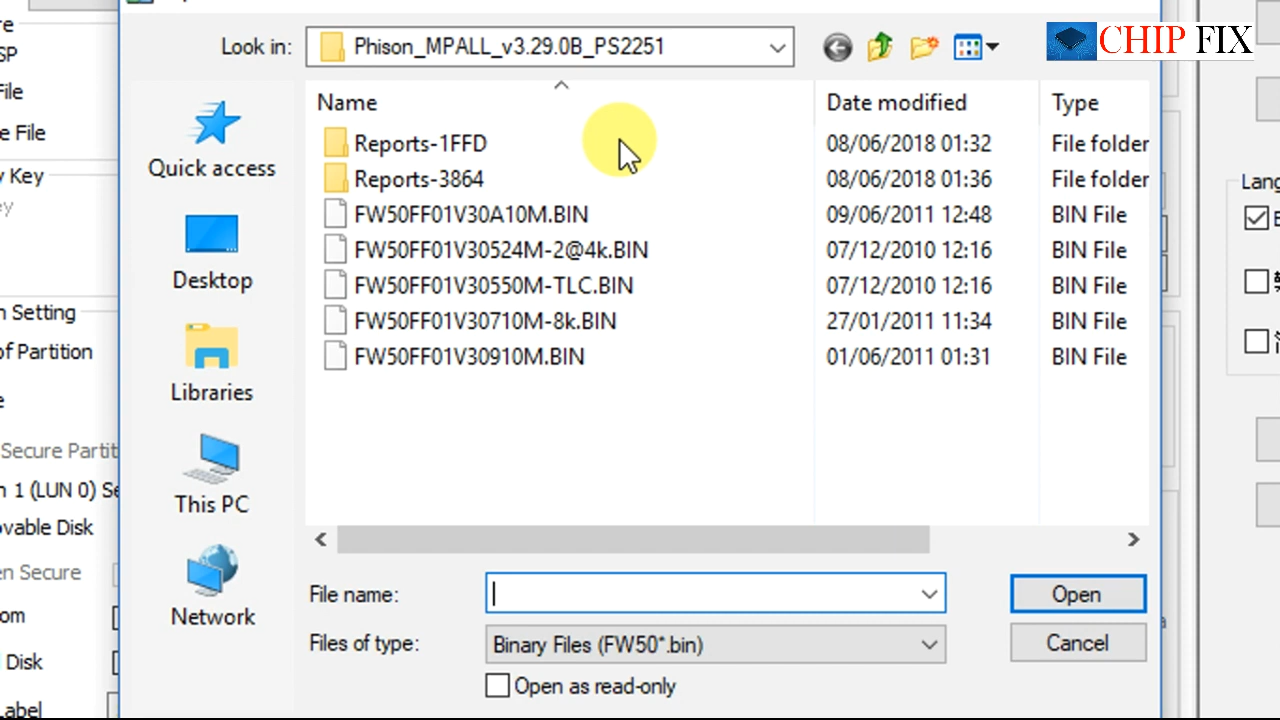 Look in: Phison_MPALL_v3.29.0B_PS2251
CHIP FIX
Name Date modified Type
Reports-1FFD 08/06/2018 01:32 File folder
Reports-3864 08/06/2018 01:36 File folder
FW50FF01V30A10M.BIN 09/06/2011 12:48 BIN File
FW50FF01V30524M-2@4k.BIN 07/12/2010 12:16 BIN File
FW50FF01V30550M-TLC.BIN 07/12/2010 12:16 BIN File
FW50FF01V30710M-8k.BIN 27/01/2011 11:34 BIN File
FW50FF01V30910M.BIN 01/06/2011 01:31 BIN File
Quick access
Desktop
Libraries
This PC
Network
File name:
Open
Files of type: Binary Files (FW50*.bin)
Cancel
Open as read-only
re
SP
File
e File
y Key
ey
n Setting
of Partition
e
Secure Partit
n 1 (LUN 0) Se
ovable Disk
en Secure
om
l Disk
Label
Lang
E